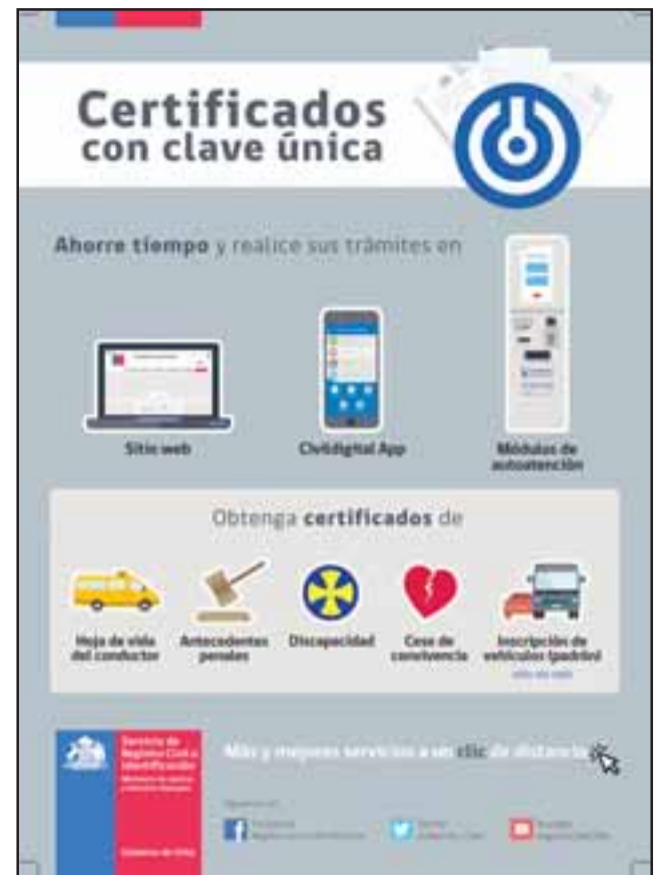 Certificados
con clave única
Ahorre tiempo y realice sus trámites en
Sitio web
Civildigital App
Módulos de
autoatención
Obtenga certificados de
Hoja de vida
del conductor
Antecedentes
penales
Discapacidad
Cese de
convivencia
Inscripción de
vehículos (padrón)
Servicio de
Registro Civil e
Identificación
Gobierno de Chile
Más y mejores servicios a un clic de distancia